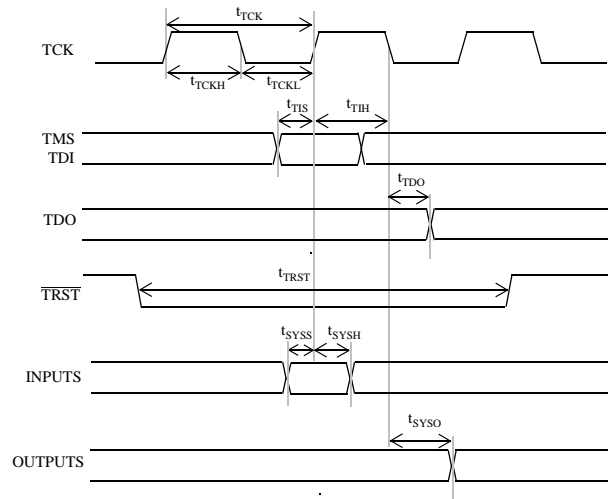 tTCK
TCK
tTCKH tTCKL
tTIS tTIH
TMS
TDI
tTDO
TDO
tTRST
TRST
tSYSS tSYSH
INPUTS
tSYSO
OUTPUTS